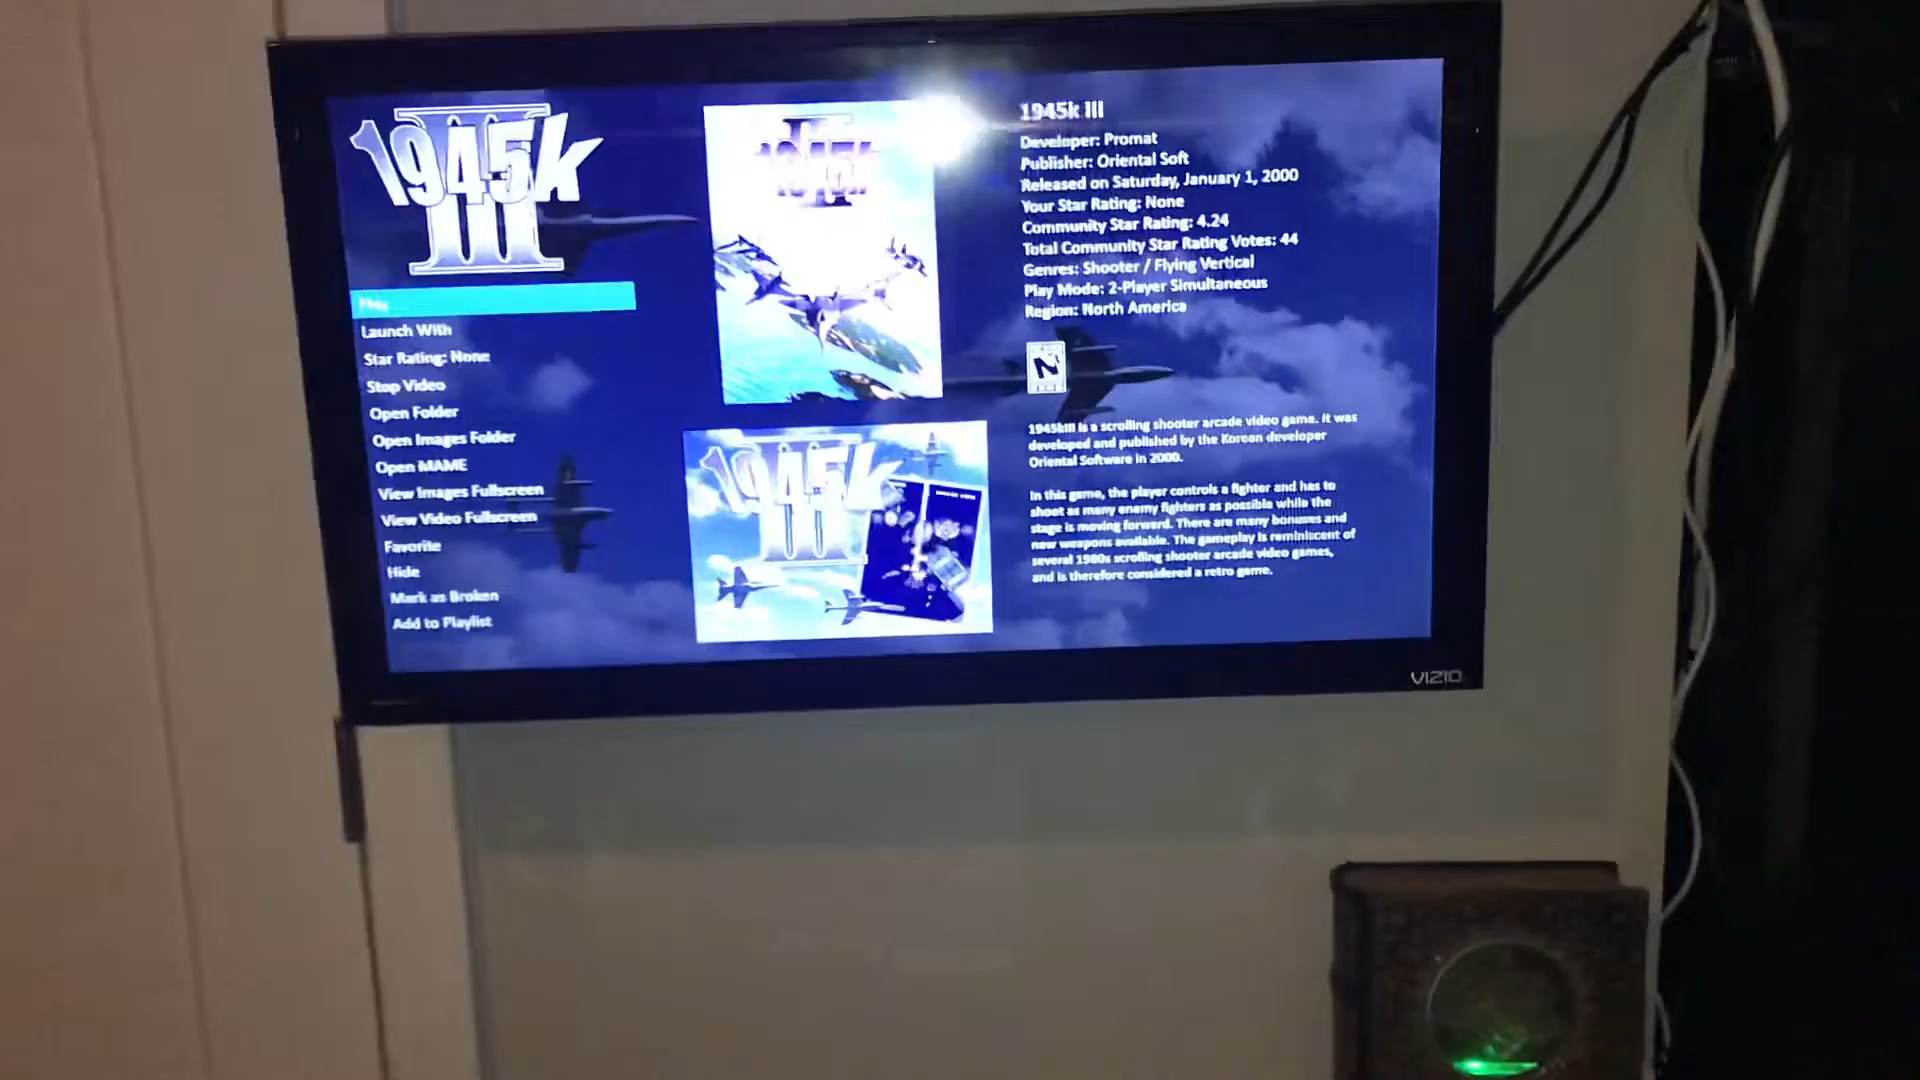 1945k
III
Play
Launch With
Star Rating: None
Stop Video
Open Folder
Open Images Folder
Open MAME
View Images Fullscreen
View Video Fullscreen
Favorite
Hide
Mark as Broken
Add to Playlist
1945k
III
1945k
III
1945k III
Developer: Promat
Publisher: Oriental Soft
Released on Saturday, January 1, 2000
Your Star Rating: None
Community Star Rating: 4.24
Total Community Star Rating Votes: 44
Genres: Shooter / Flying Vertical
Play Mode: 2-Player Simultaneous
Region: North America
1945kIII is a scrolling shooter arcade video game. It was
developed and published by the Korean developer
Oriental Software in 2000.
In this game, the player controls a fighter and has to
shoot as many enemy fighters as possible while the
stage is moving forward. There are many bonuses and
new weapons available. The gameplay is reminiscent of
several 1980s scrolling shooter arcade video games,
and is therefore considered a retro game.
VIZIO